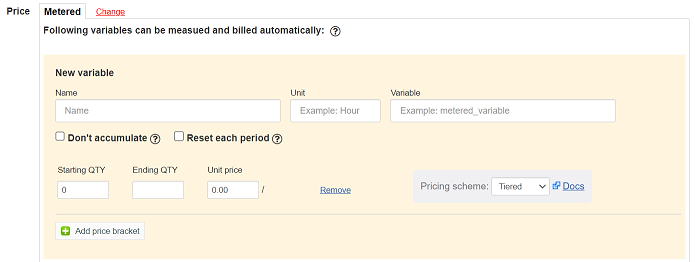 Price Metered Change
Following variables can be measued and billed automatically: ?
New variable
Name Unit Variable
Name Example: Hour Example: metered_variable
Don't accumulate ? Reset each period ?
Starting QTY Ending QTY Unit price
0 0.00 / Remove Pricing scheme: Tiered Docs
Add price bracket